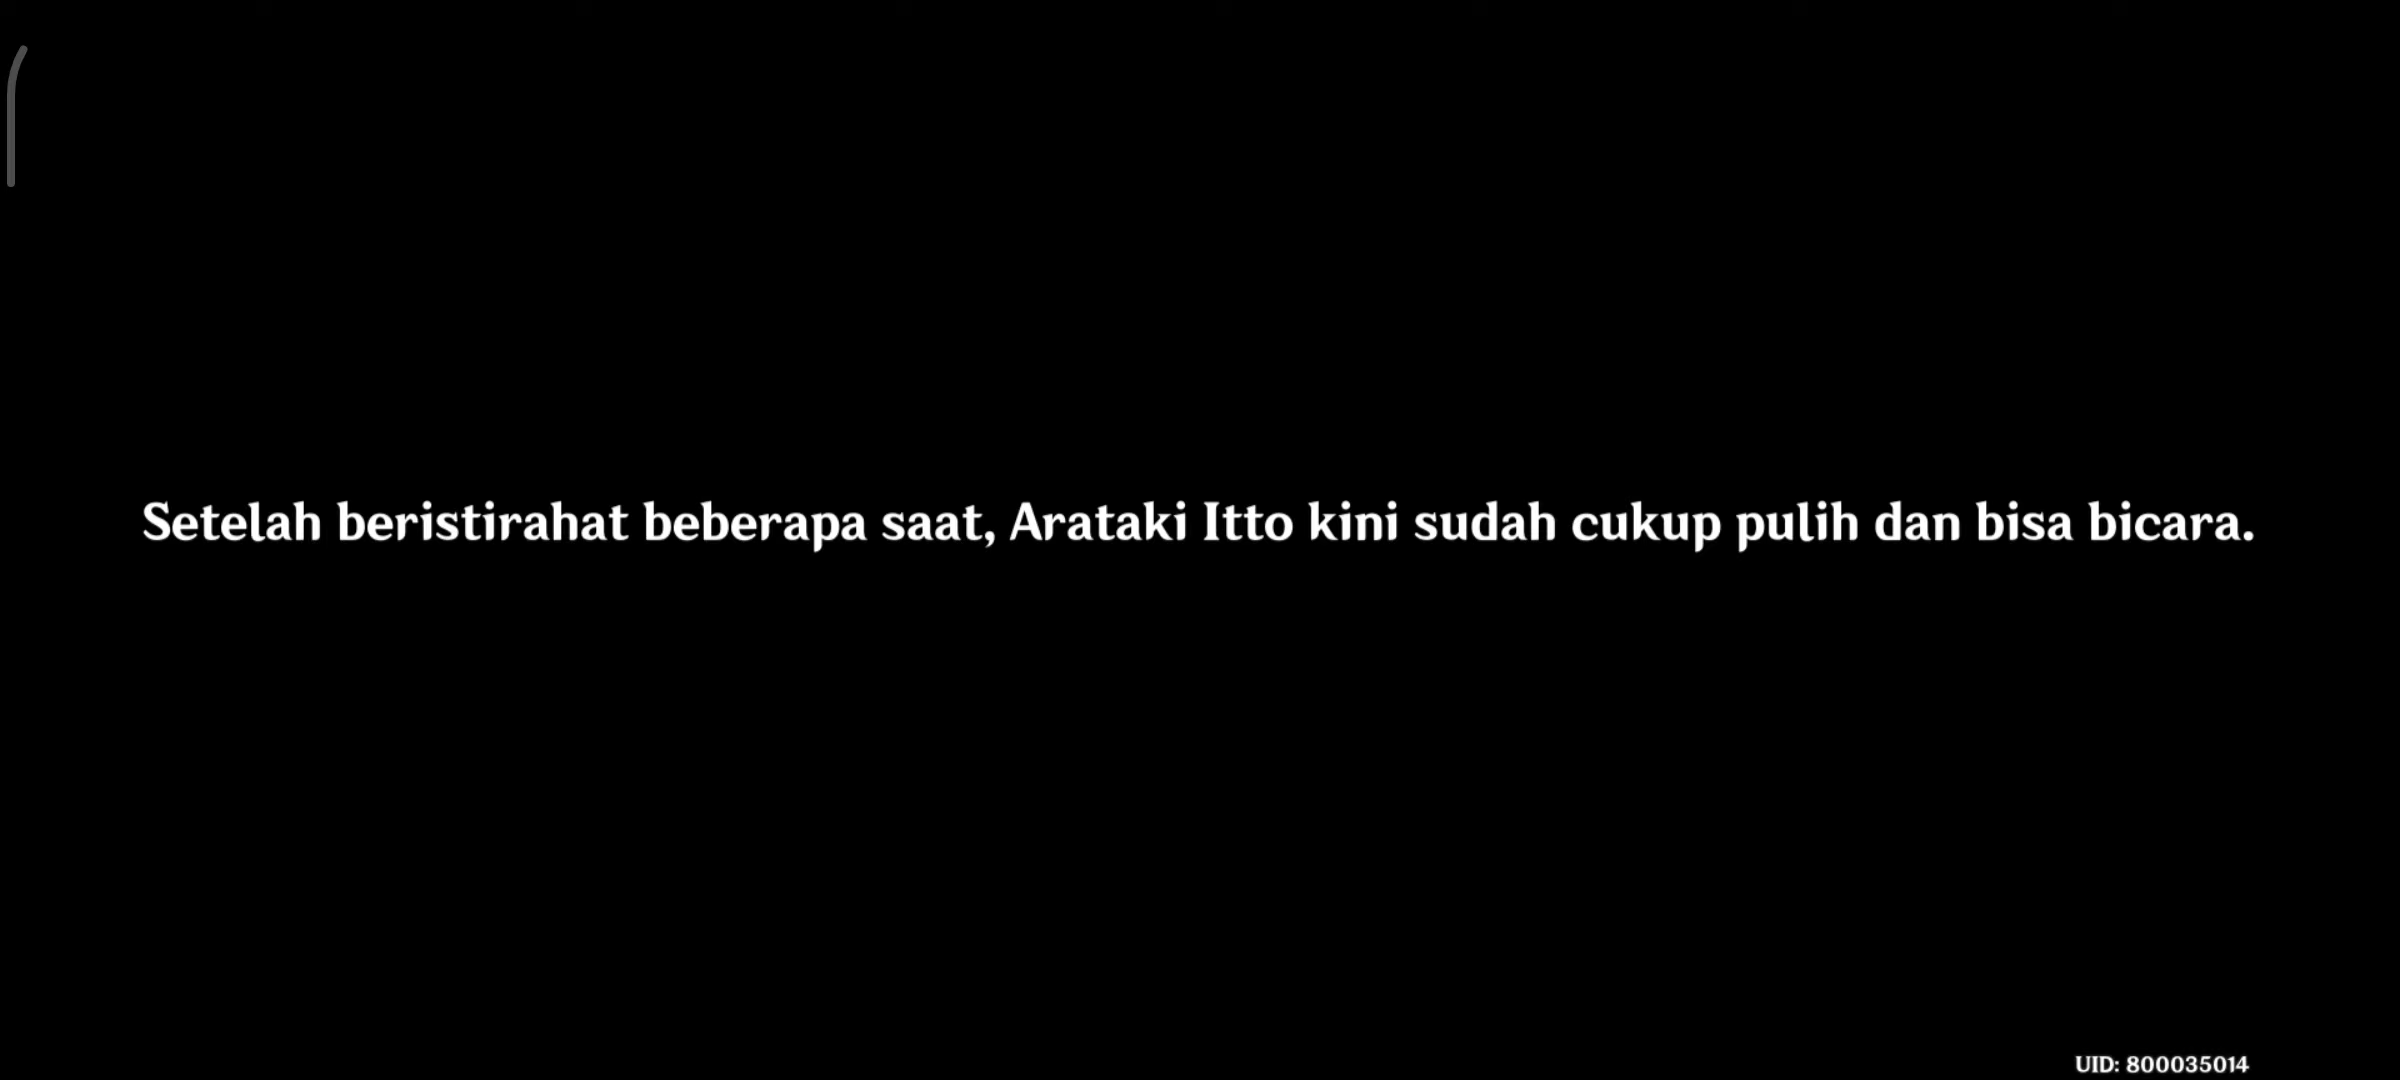 Setelah beristirahat beberapa saat, Arataki Itto kini sudah cukup pulih dan bisa bicara.
UID: 800035014